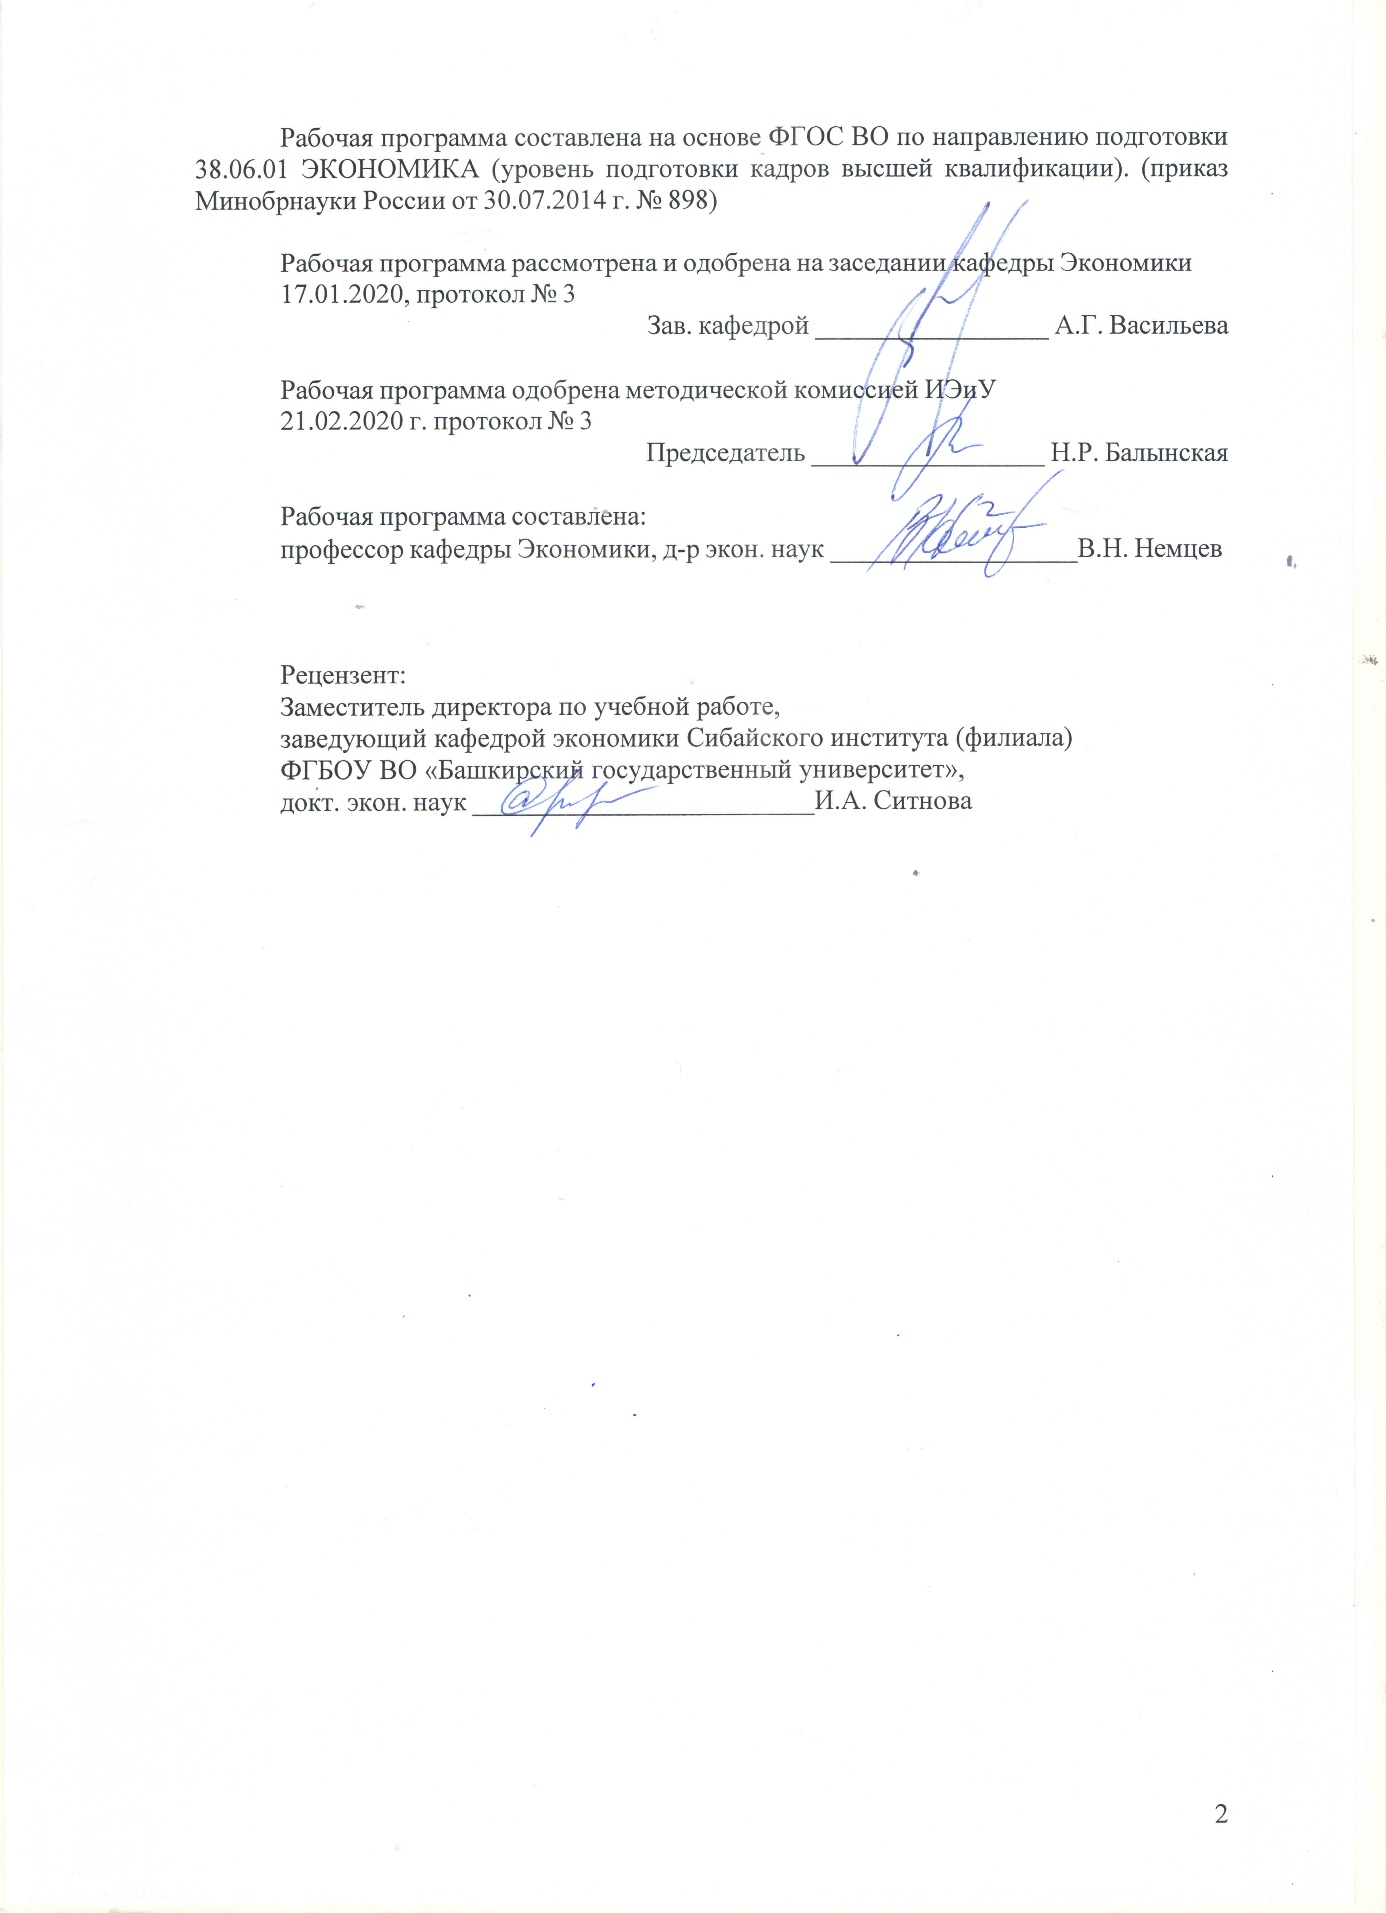 Рабочая программа составлена на основе ФГОС ВО по направлению подготовки
38.06.01 ЭКОНОМИКА (уровень подготовки кадров высшей квалификации). (приказ
Минобрнауки России от 30.07.2014 г. № 898)
Рабочая программа рассмотрена и одобрена на заседании кафедры Экономики
17.01.2020, протокол № 3
Зав. кафедрой _________________ А.Г. Васильева
Рабочая программа одобрена методической комиссией ИЭиУ
21.02.2020 г. протокол № 3
Председатель _________________ Н.Р. Балынская
Рабочая программа составлена:
профессор кафедры Экономики, д-р экон. наук __________________В.Н. Немцев
Рецензент:
Заместитель директора по учебной работе,
заведующий кафедрой экономики Сибайского института (филиала)
ФГБОУ ВО «Башкирский государственный университет»,
докт. экон. наук _________________________И.А. Ситнова
2